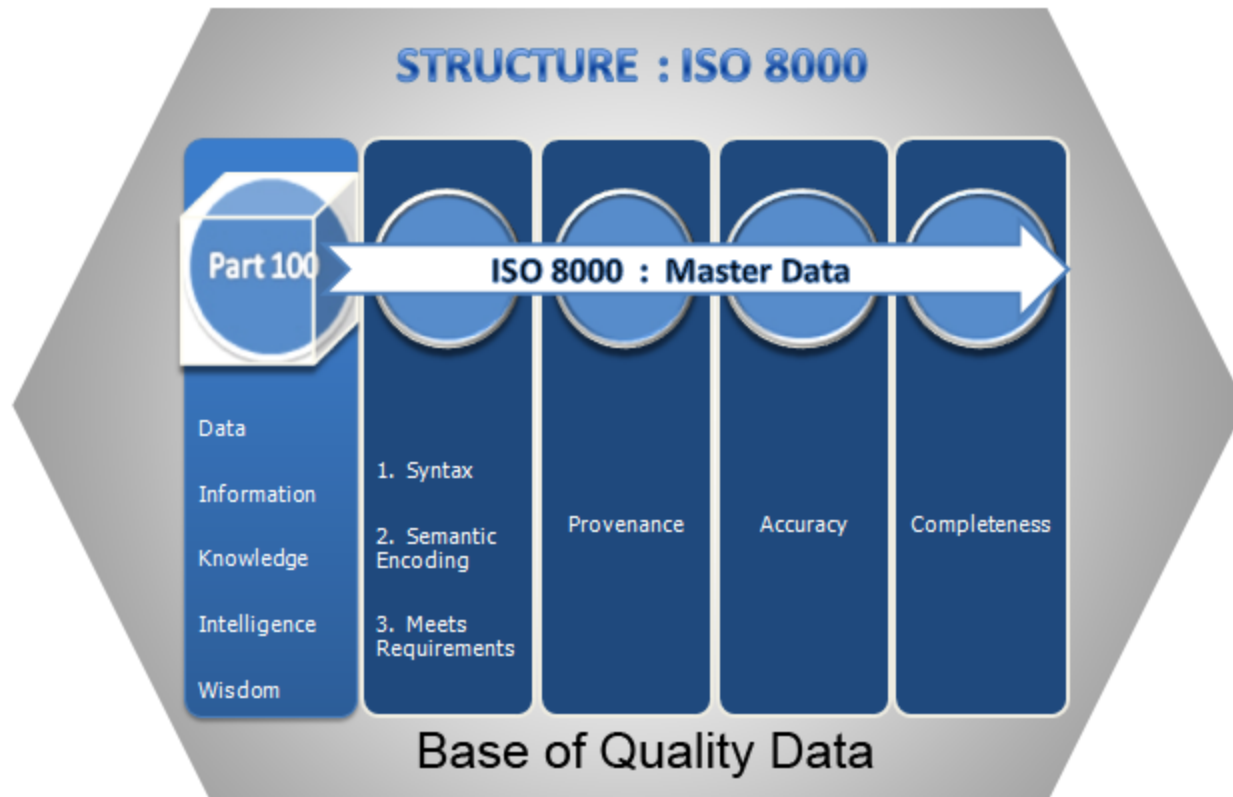 STRUCTURE : ISO 8000
Part 100
ISO 8000 : Master Data
Data
Information
Knowledge
Intelligence
Wisdom
1. Syntax
2. Semantic
Encoding
3. Meets
Requirements
Provenance
Accuracy
Completeness
Base of Quality Data